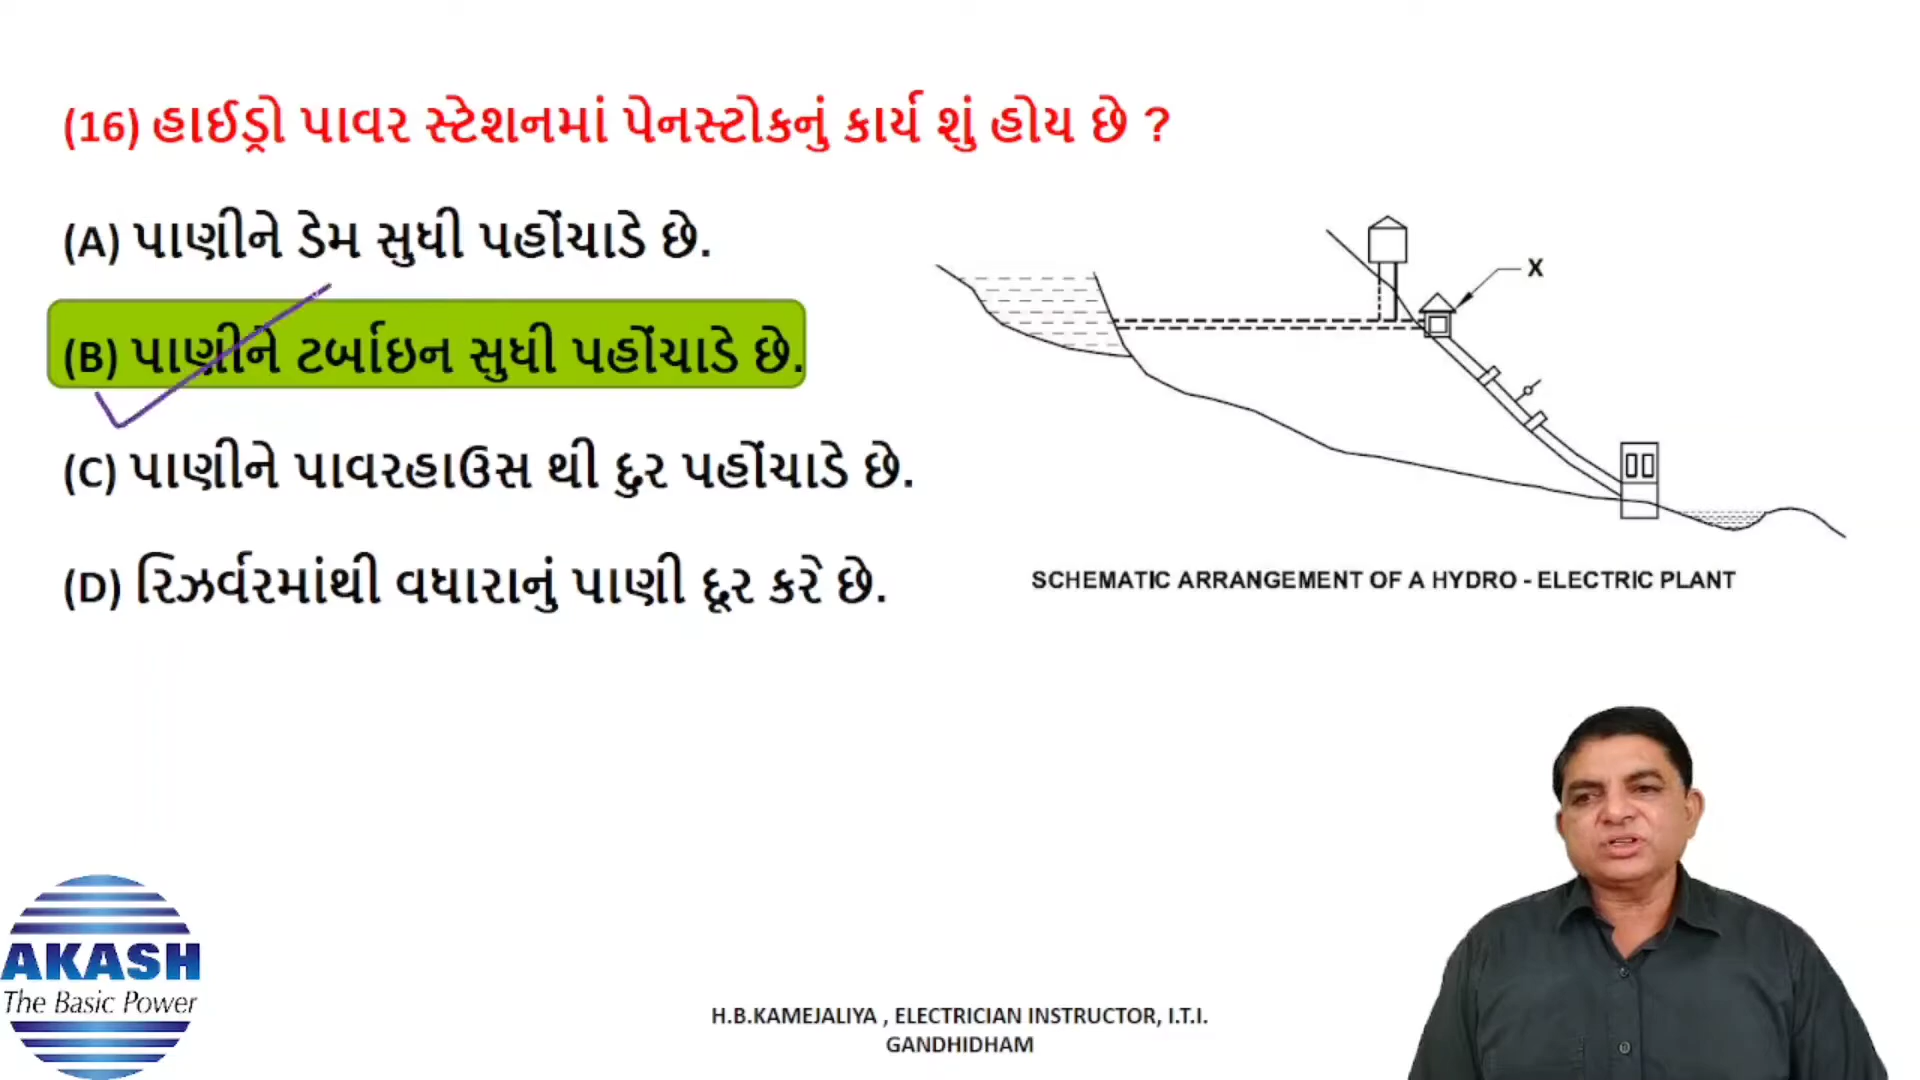 (16) હાઈડ્રો પાવર સ્ટેશનમાં પેનસ્ટોકનું કાર્ય શું હોય છે ?
(A) પાણીને ડેમ સુધી પહોંચાડે છે.
(B) પાણીને ટર્બાઇન સુધી પહોંચાડે છે.
(C) પાણીને પાવરહાઉસ થી દુર પહોંચાડે છે.
(D) રિઝર્વરમાંથી વધારાનું પાણી દૂર કરે છે.
X
SCHEMATIC ARRANGEMENT OF A HYDRO - ELECTRIC PLANT
AKASH
The Basic Power
H.B.KAMEJALIYA , ELECTRICIAN INSTRUCTOR, I.T.I.
GANDHIDHAM